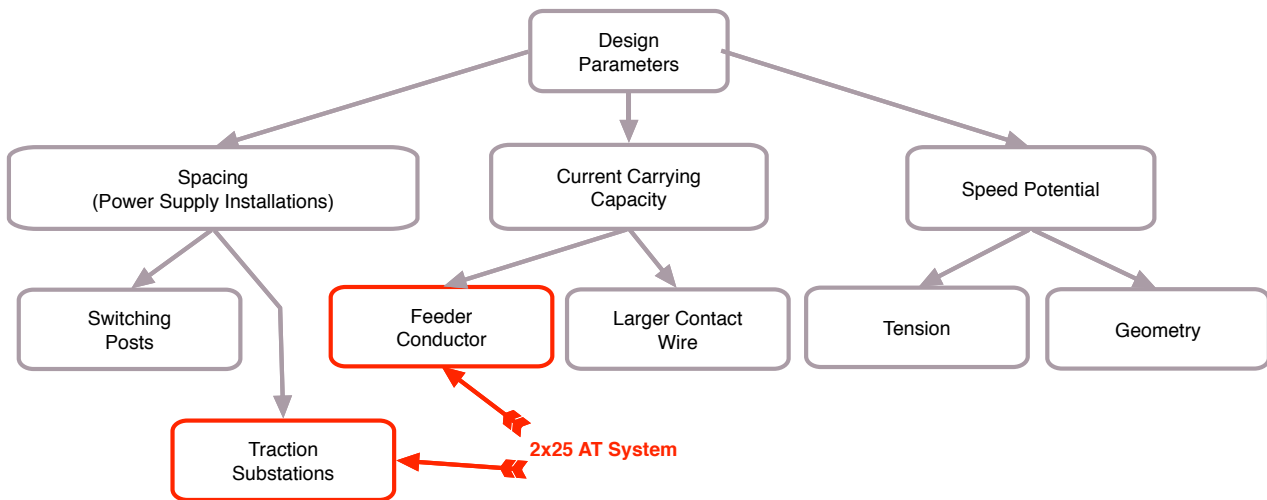 Design
Parameters
Spacing
(Power Supply Installations)
Current Carrying
Capacity
Speed Potential
Switching
Posts
Feeder
Conductor
Larger Contact
Wire
Tension
Geometry
Traction
Substations
2x25 AT System